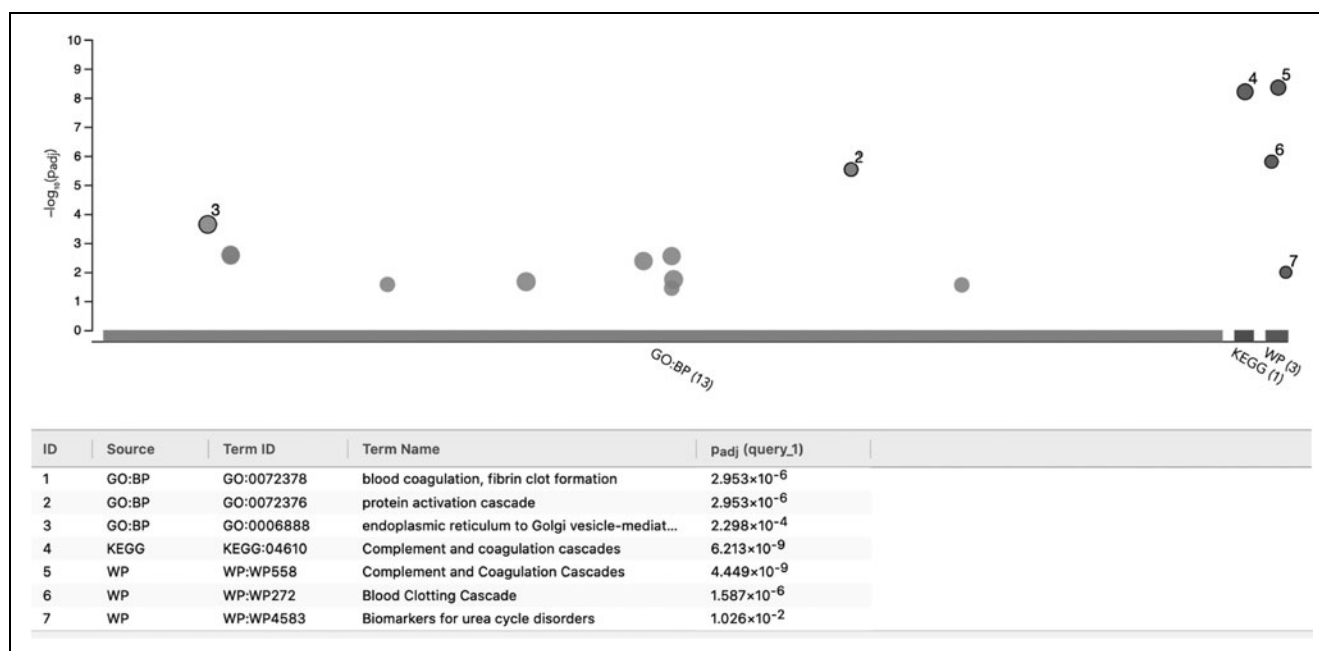 10
9
8
7
6
5
4
3
2
1
0
−log₁₀(padj)
3
2
4
5
6
7
GO:BP (13)
KEGG (1)
WP (3)
ID Source Term ID Term Name padj (query_1)
1 GO:BP GO:0072378 blood coagulation, fibrin clot formation 2.953×10⁻⁶
2 GO:BP GO:0072376 protein activation cascade 2.953×10⁻⁶
3 GO:BP GO:0006888 endoplasmic reticulum to Golgi vesicle-mediat... 2.298×10⁻⁴
4 KEGG KEGG:04610 Complement and coagulation cascades 6.213×10⁻⁹
5 WP WP:WP558 Complement and Coagulation Cascades 4.449×10⁻⁹
6 WP WP:WP272 Blood Clotting Cascade 1.587×10⁻⁶
7 WP WP:WP4583 Biomarkers for urea cycle disorders 1.026×10⁻²